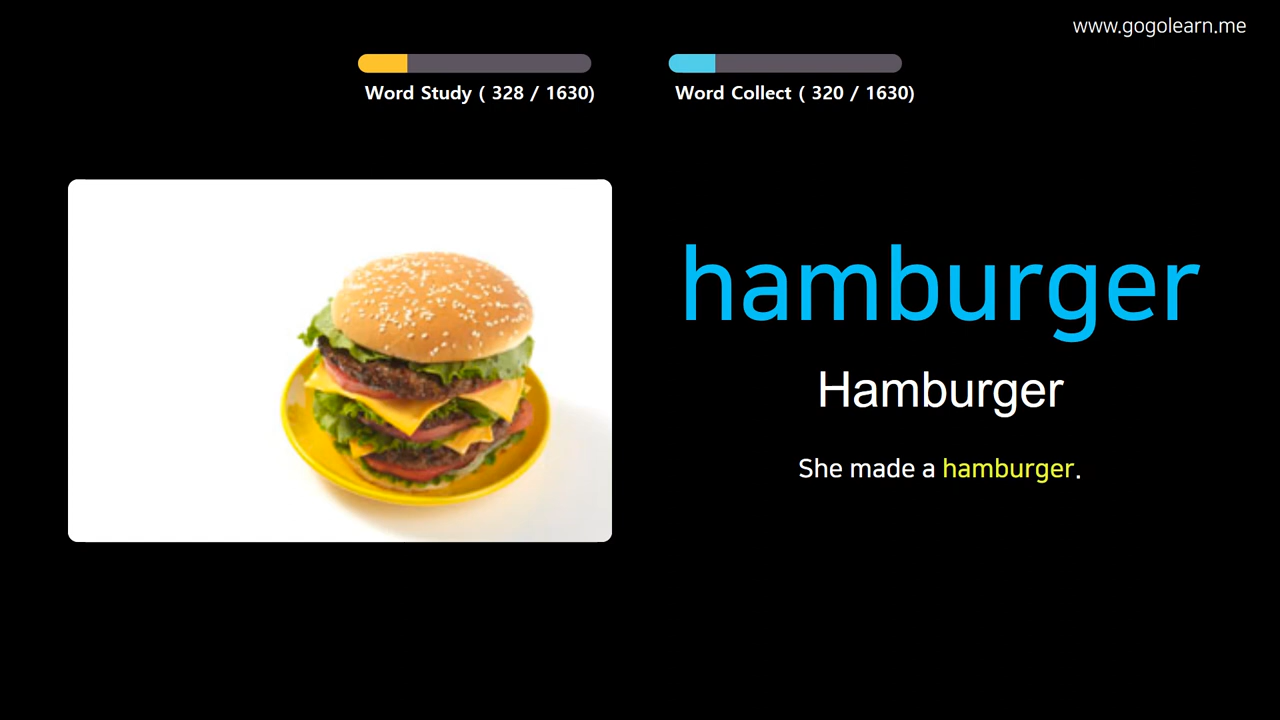 www.gogolearn.me
Word Study ( 328 / 1630)
Word Collect ( 320 / 1630)
hamburger
Hamburger
She made a hamburger.